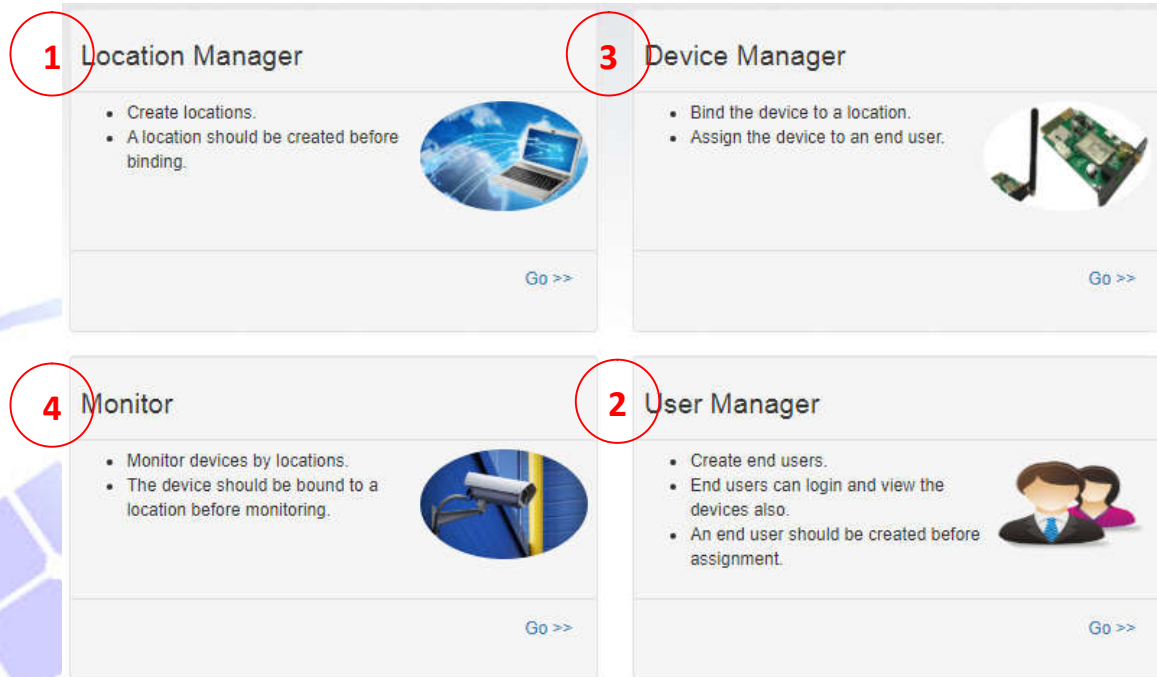 1 Location Manager
• Create locations.
• A location should be created before
binding.
Go >>
3 Device Manager
• Bind the device to a location.
• Assign the device to an end user.
Go >>
4 Monitor
• Monitor devices by locations.
• The device should be bound to a
location before monitoring.
Go >>
2 User Manager
• Create end users.
• End users can login and view the
devices also.
• An end user should be created before
assignment.
Go >>